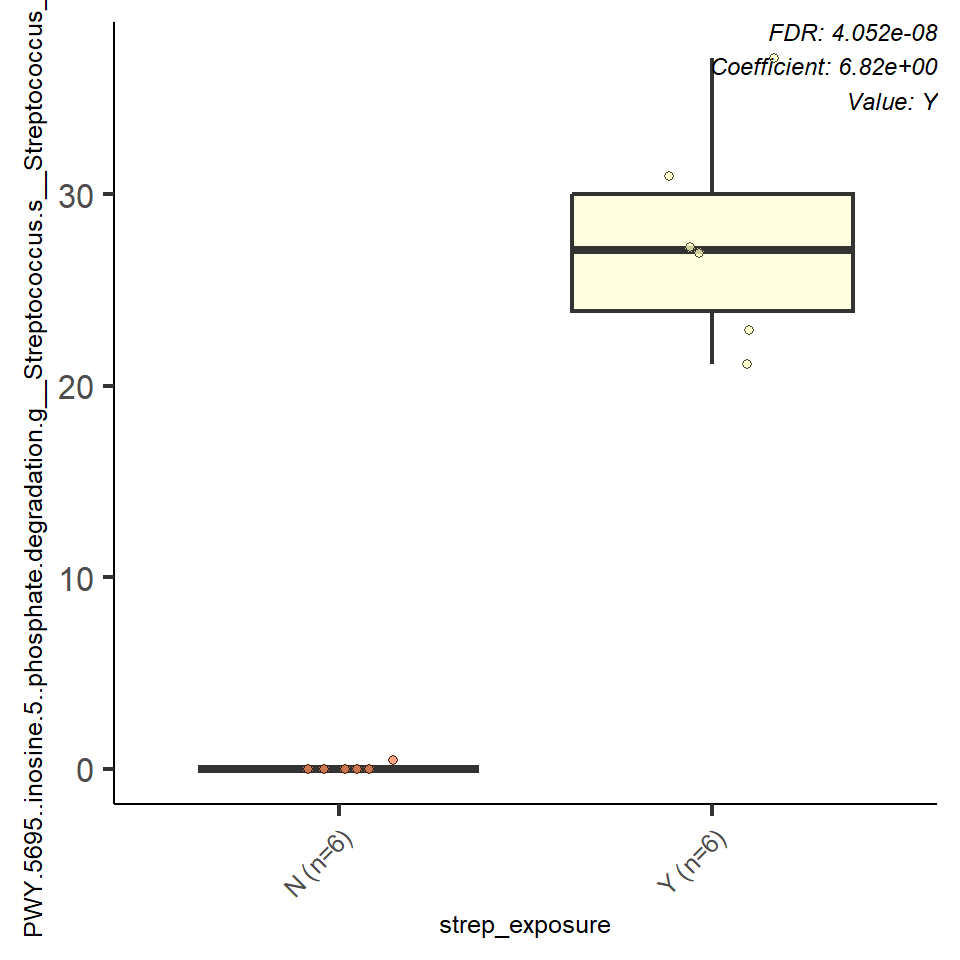 FDR: 4.052e-08
Coefficient: 6.82e+00
Value: Y
PWY.5695..inosine.5..phosphate.degradation.g__Streptococcus.s__Streptococcus_
30
20
10
0
N (n=6)
Y (n=6)
strep_exposure